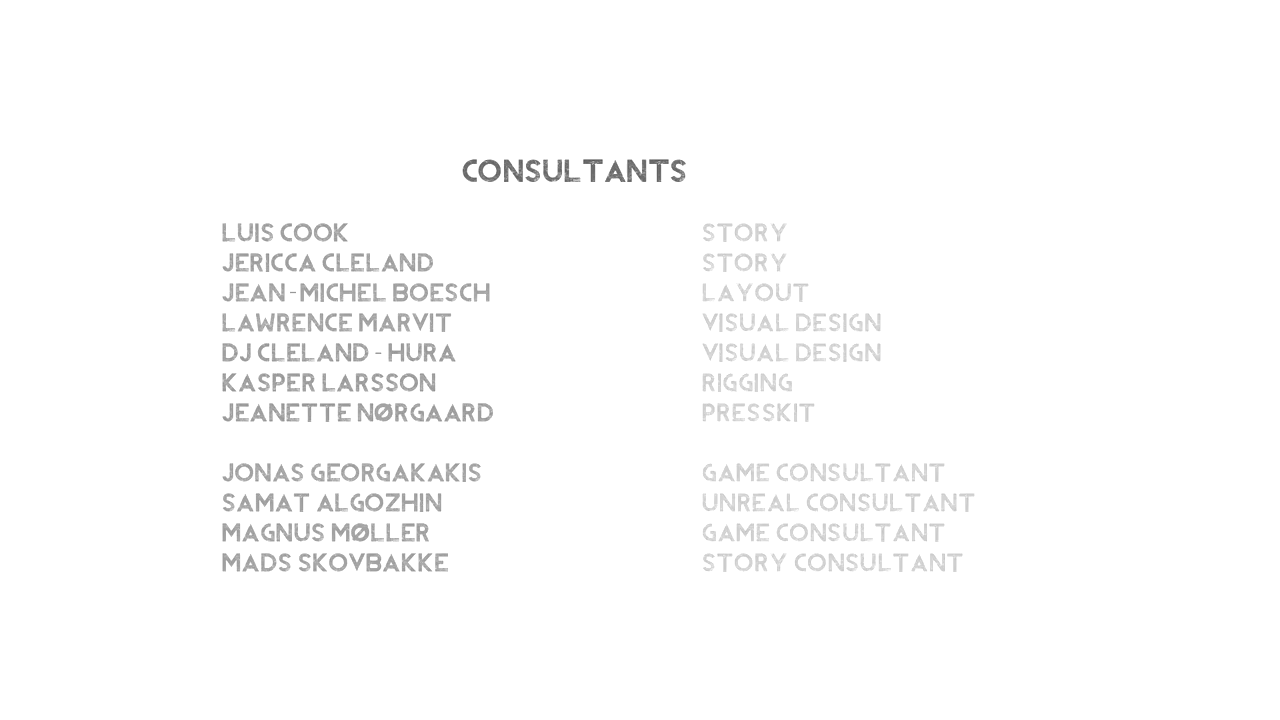 CONSULTANTS
LUIS COOK STORY
JERICCA CLELAND STORY
JEAN-MICHEL BOESCH LAYOUT
LAWRENCE MARVIT VISUAL DESIGN
DJ CLELAND - HURA VISUAL DESIGN
KASPER LARSSON RIGGING
JEANETTE NØRGAARD PRESSKIT
JONAS GEORGAKAKIS GAME CONSULTANT
SAMAT ALGOZHIN UNREAL CONSULTANT
MAGNUS MØLLER GAME CONSULTANT
MADS SKOVBAKKE STORY CONSULTANT